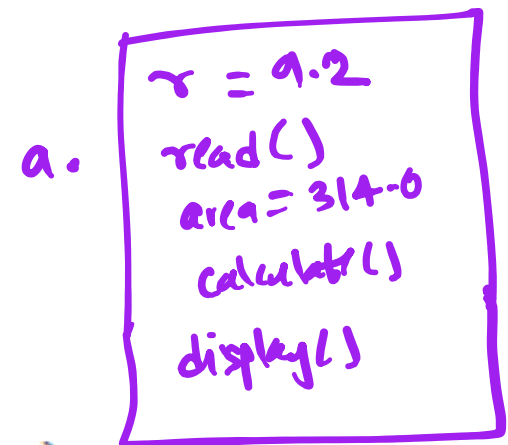 r = 9.2
a. read()
area = 314.0
calculate()
display()